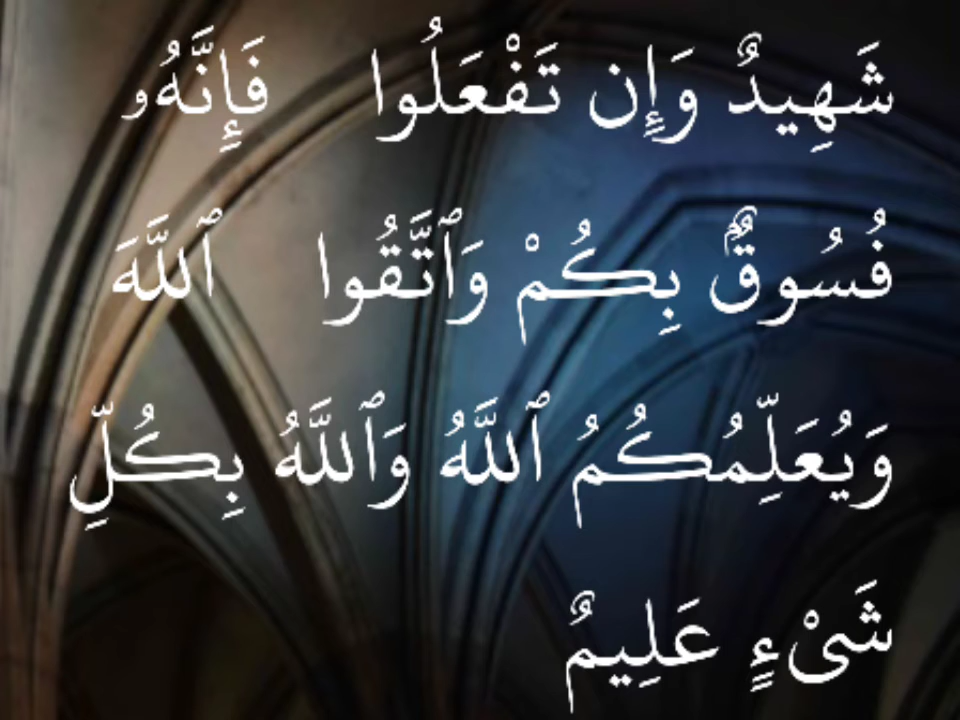 شَهِيدٌ وَإِن تَفْعَلُوا فَإِنَّهُۥ
فُسُوقٌۢ بِكُمْ وَٱتَّقُوا ٱللَّهَ
وَيُعَلِّمُكُمُ ٱللَّهُ وَٱللَّهُ بِكُلِّ
شَىْءٍ عَلِيمٌ